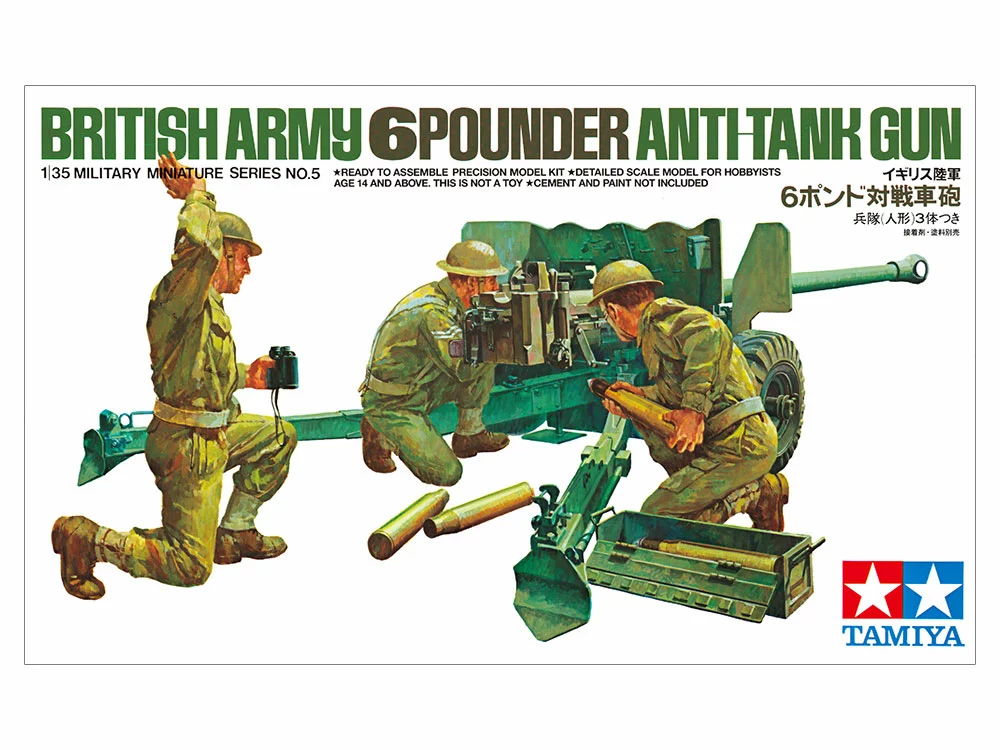 BRITISH ARMY 6 POUNDER ANTI-TANK GUN
1/35 MILITARY MINIATURE SERIES NO.5
★READY TO ASSEMBLE PRECISION MODEL KIT ★DETAILED SCALE MODEL FOR HOBBYISTS
AGE 14 AND ABOVE. THIS IS NOT A TOY ★CEMENT AND PAINT NOT INCLUDED
イギリス陸軍
6ポンド対戦車砲
兵隊(人形)3体つき
接着剤・塗料別売
TAMIYA